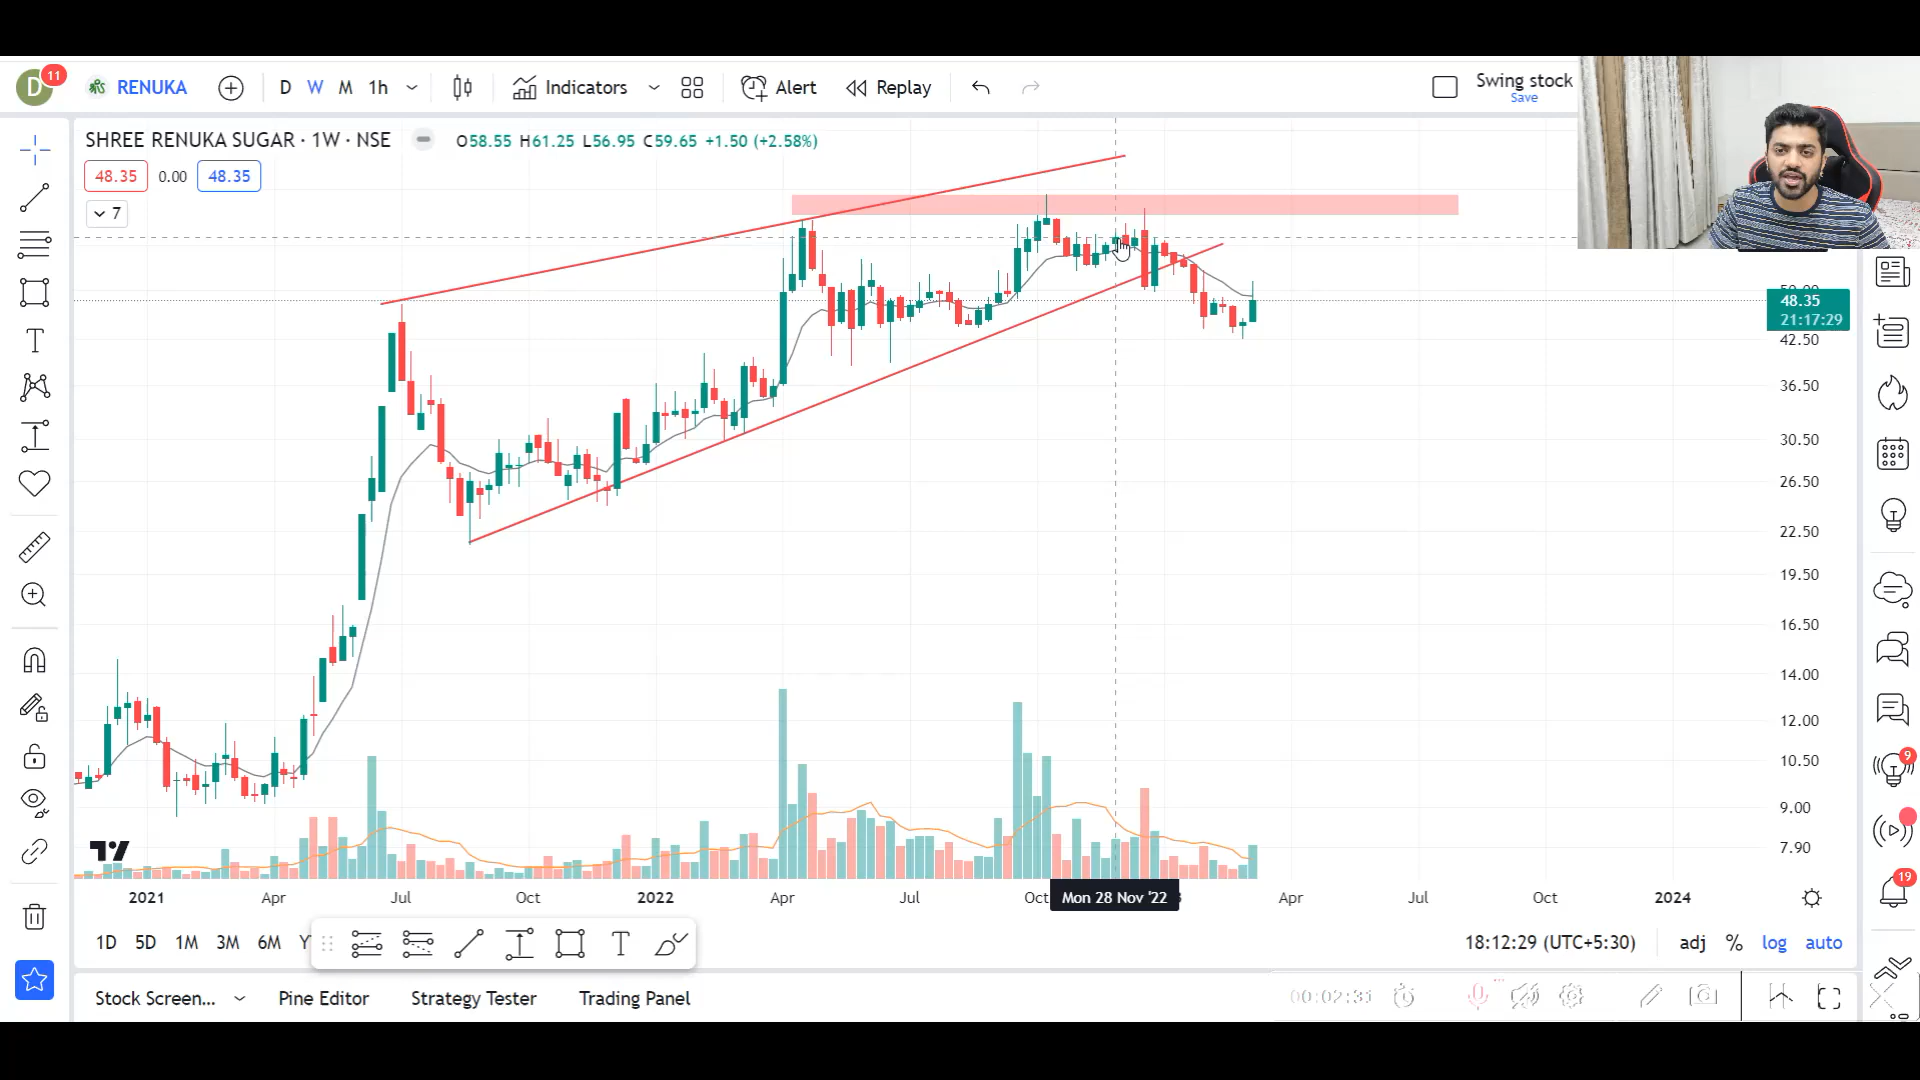 D 11 RENUKA D W M 1h Indicators Alert Replay Swing stock
Save
SHREE RENUKA SUGAR · 1W · NSE O58.55 H61.25 L56.95 C59.65 +1.50 (+2.58%)
48.35 0.00 48.35
7
50.00
48.35
21:17:29
42.50
36.50
30.50
26.50
22.50
19.50
16.50
14.00
12.00
10.50
9
9.00
7.90
19
2021 Apr Jul Oct 2022 Apr Jul Oct Mon 28 Nov '22 Apr Jul Oct 2024
1D 5D 1M 3M 6M Y T 18:12:29 (UTC+5:30) adj % log auto
Stock Screen... Pine Editor Strategy Tester Trading Panel 00:02:31